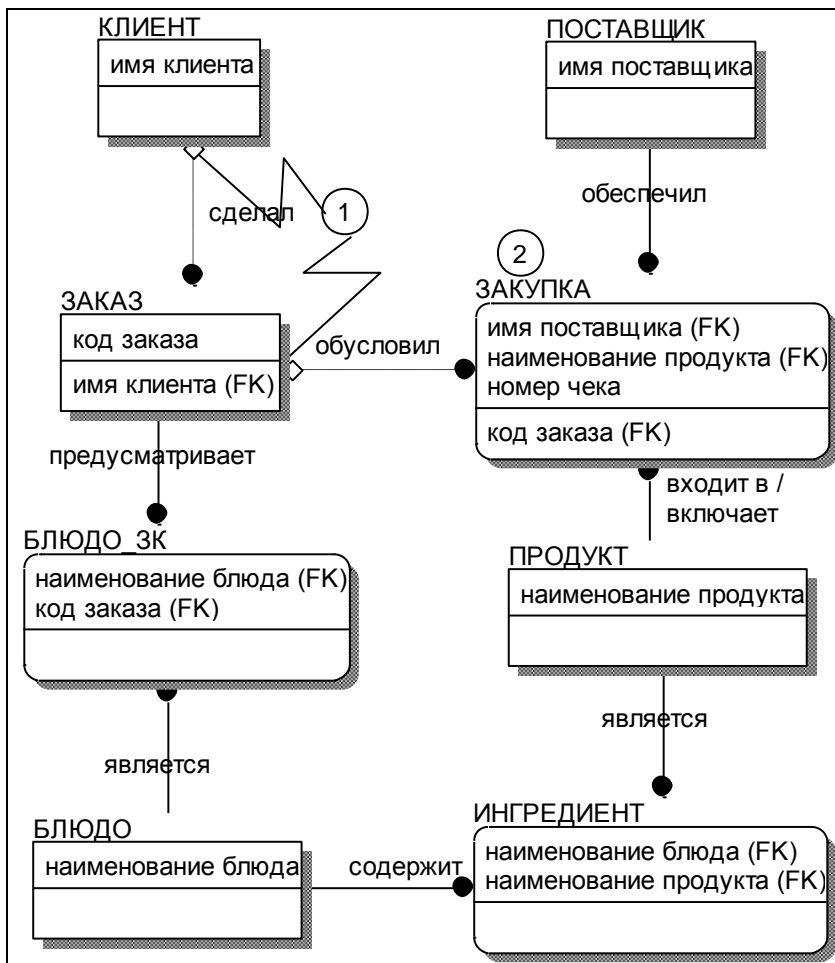 КЛИЕНТ
имя клиента
ПОСТАВЩИК
имя поставщика
сделал
1
обеспечил
2
ЗАКАЗ
код заказа
имя клиента (FK)
обусловил
ЗАКУПКА
имя поставщика (FK)
наименование продукта (FK)
номер чека
код заказа (FK)
предусматривает
входит в /
включает
БЛЮДО_ЗК
наименование блюда (FK)
код заказа (FK)
ПРОДУКТ
наименование продукта
является
является
БЛЮДО
наименование блюда
содержит
ИНГРЕДИЕНТ
наименование блюда (FK)
наименование продукта (FK)